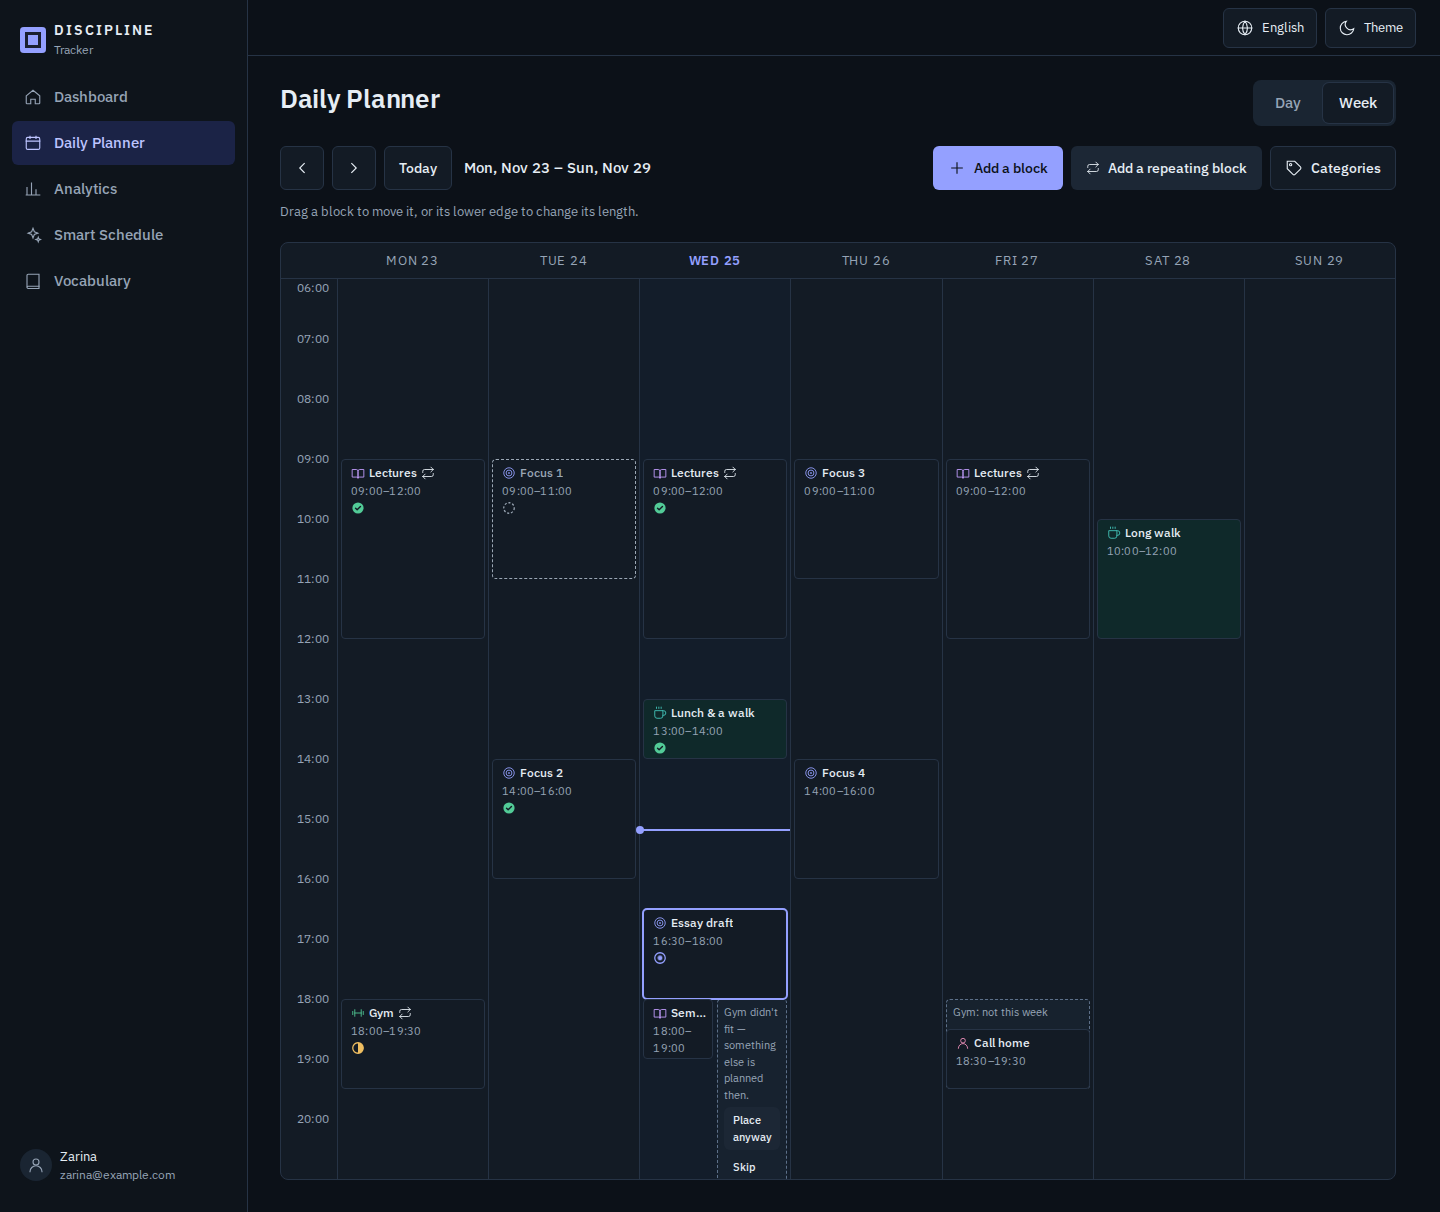 DISCIPLINE
Tracker
Dashboard
Daily Planner
Analytics
Smart Schedule
Vocabulary
Zarina
zarina@example.com
English
Theme
Daily Planner
Day
Week
Today
Mon, Nov 23 – Sun, Nov 29
Add a block
Add a repeating block
Categories
Drag a block to move it, or its lower edge to change its length.
MON 23
TUE 24
WED 25
THU 26
FRI 27
SAT 28
SUN 29
06:00
07:00
08:00
09:00
10:00
11:00
12:00
13:00
14:00
15:00
16:00
17:00
18:00
19:00
20:00
Lectures
09:00–12:00
Gym
18:00–19:30
Focus 1
09:00–11:00
Focus 2
14:00–16:00
Lectures
09:00–12:00
Lunch & a walk
13:00–14:00
Essay draft
16:30–18:00
Sem…
18:00–
19:00
Gym didn't
fit —
something
else is
planned
then.
Place
anyway
Skip
Focus 3
09:00–11:00
Focus 4
14:00–16:00
Lectures
09:00–12:00
Gym: not this week
Call home
18:30–19:30
Long walk
10:00–12:00